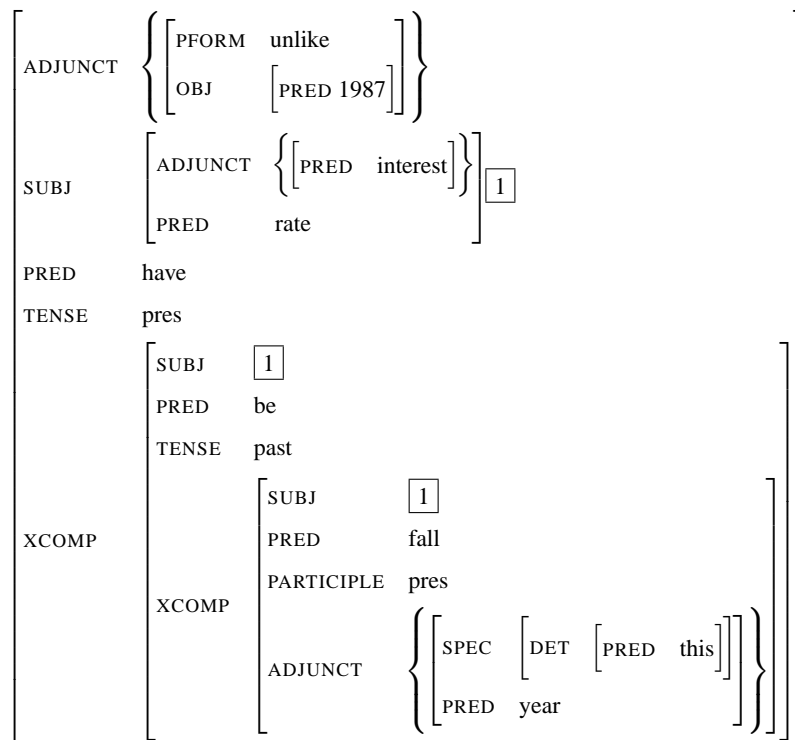 PFORM unlike
ADJUNCT
OBJ PRED 1987
ADJUNCT PRED interest
SUBJ 1
PRED rate
PRED have
TENSE pres
SUBJ 1
PRED be
TENSE past
SUBJ 1
PRED fall
XCOMP
PARTICIPLE pres
XCOMP
SPEC DET PRED this
ADJUNCT
PRED year